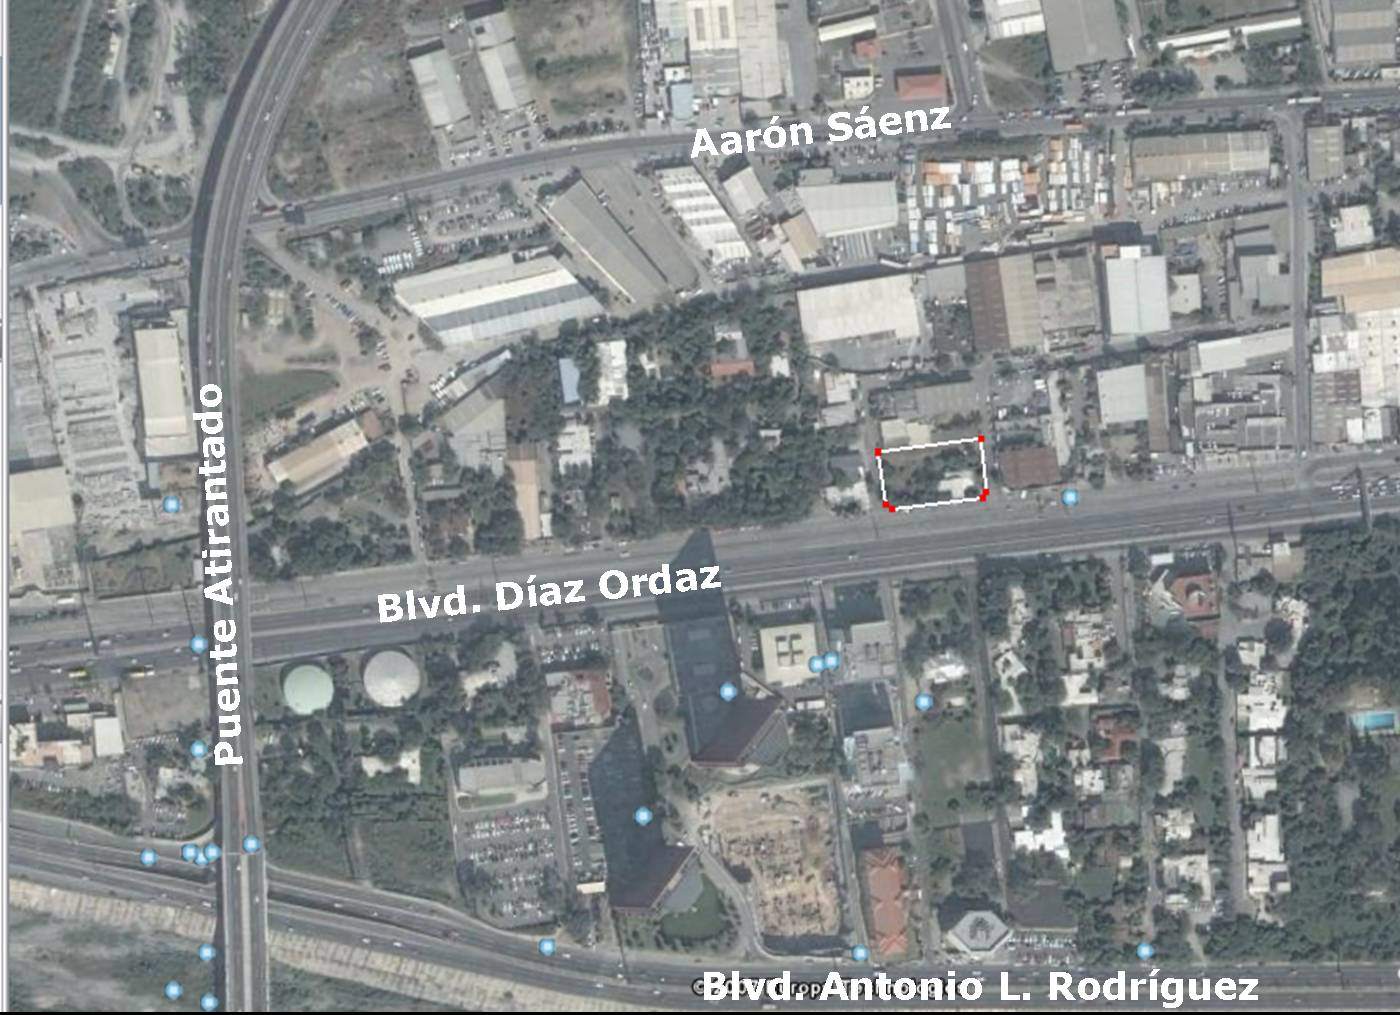 Aarón Sáenz
Puente Atirantado
Blvd. Díaz Ordaz
Blvd. Antonio L. Rodríguez